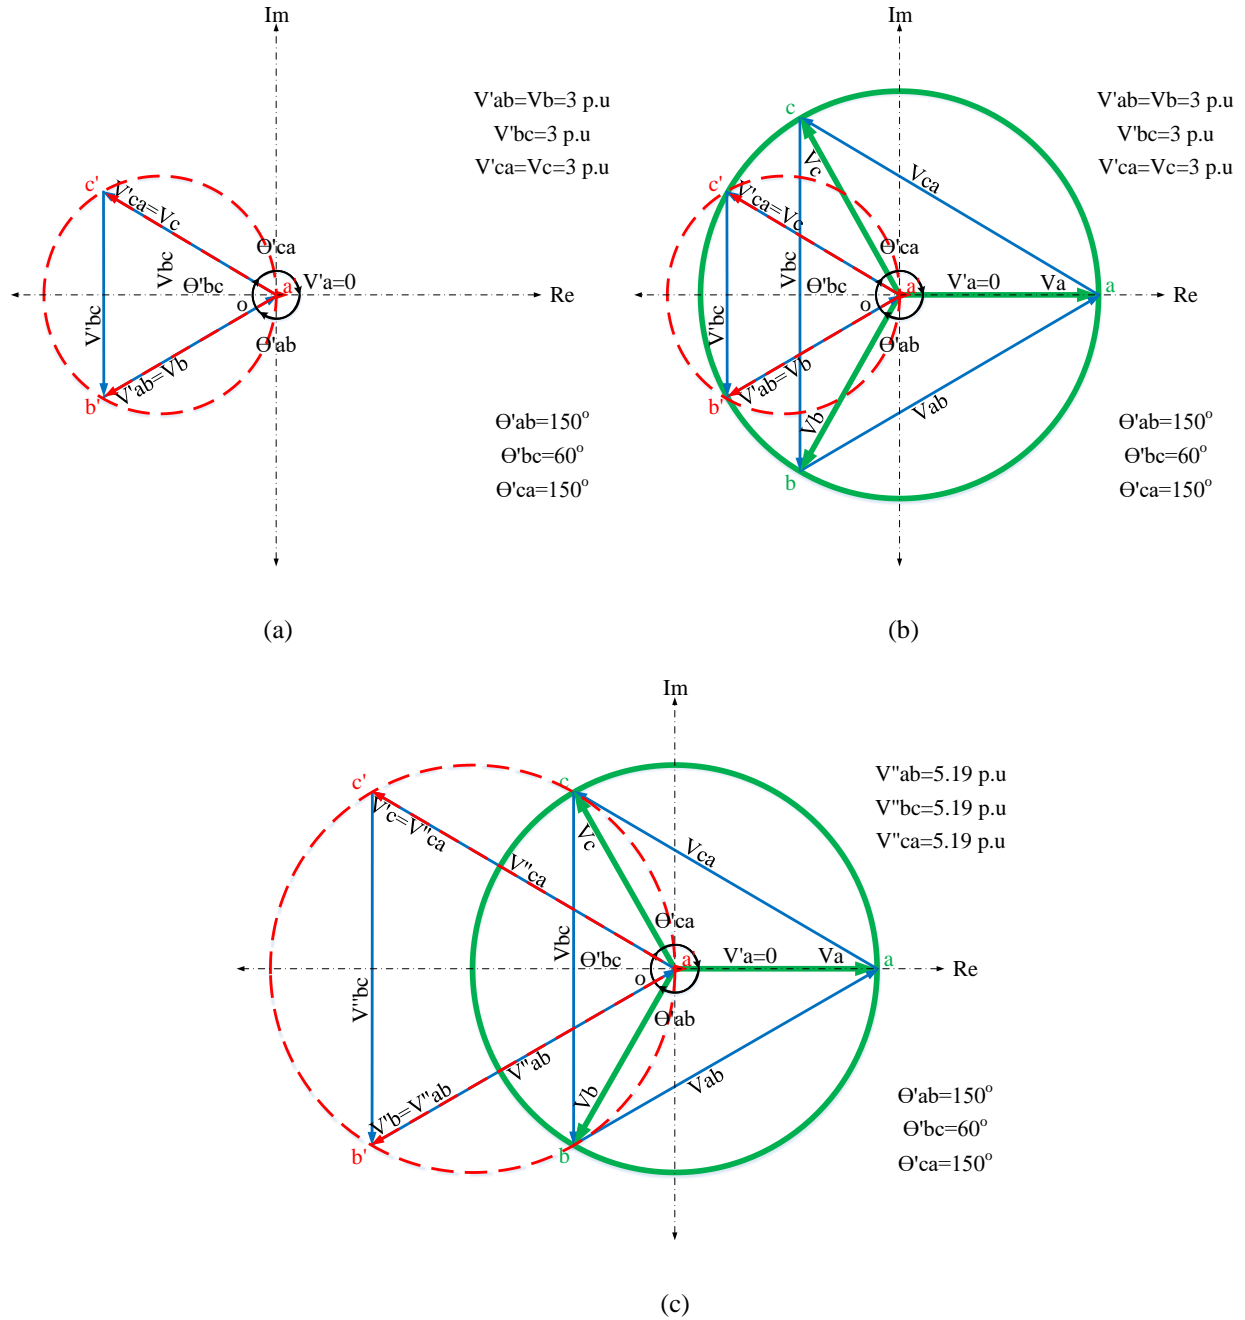 Im
V'ab=Vb=3 p.u
V'bc=3 p.u
V'ca=Vc=3 p.u
c'
V'ca=Vc
Ɵ'ca
Vbc
Ɵ'bc
a
V'a=0
o
Re
V'bc
Ɵ'ab
V'ab=Vb
b'
Ɵ'ab=150°
Ɵ'bc=60°
Ɵ'ca=150°
(a)
Im
V'ab=Vb=3 p.u
V'bc=3 p.u
V'ca=Vc=3 p.u
c
Vc
Vca
c'
V'ca=Vc
Ɵ'ca
Vbc
Ɵ'bc
a
V'a=0
Va
a
o
Re
V'bc
Ɵ'ab
V'ab=Vb
b'
Vb
Vab
b
Ɵ'ab=150°
Ɵ'bc=60°
Ɵ'ca=150°
(b)
Im
V''ab=5.19 p.u
V''bc=5.19 p.u
V''ca=5.19 p.u
c'
c
V'c=V''ca
Vc
V''ca
Vca
Ɵ'ca
Vbc
Ɵ'bc
a
V'a=0
Va
a
o
Re
V''bc
Ɵ'ab
V''ab
Vab
V'b=V''ab
Vb
b'
b
Ɵ'ab=150°
Ɵ'bc=60°
Ɵ'ca=150°
(c)